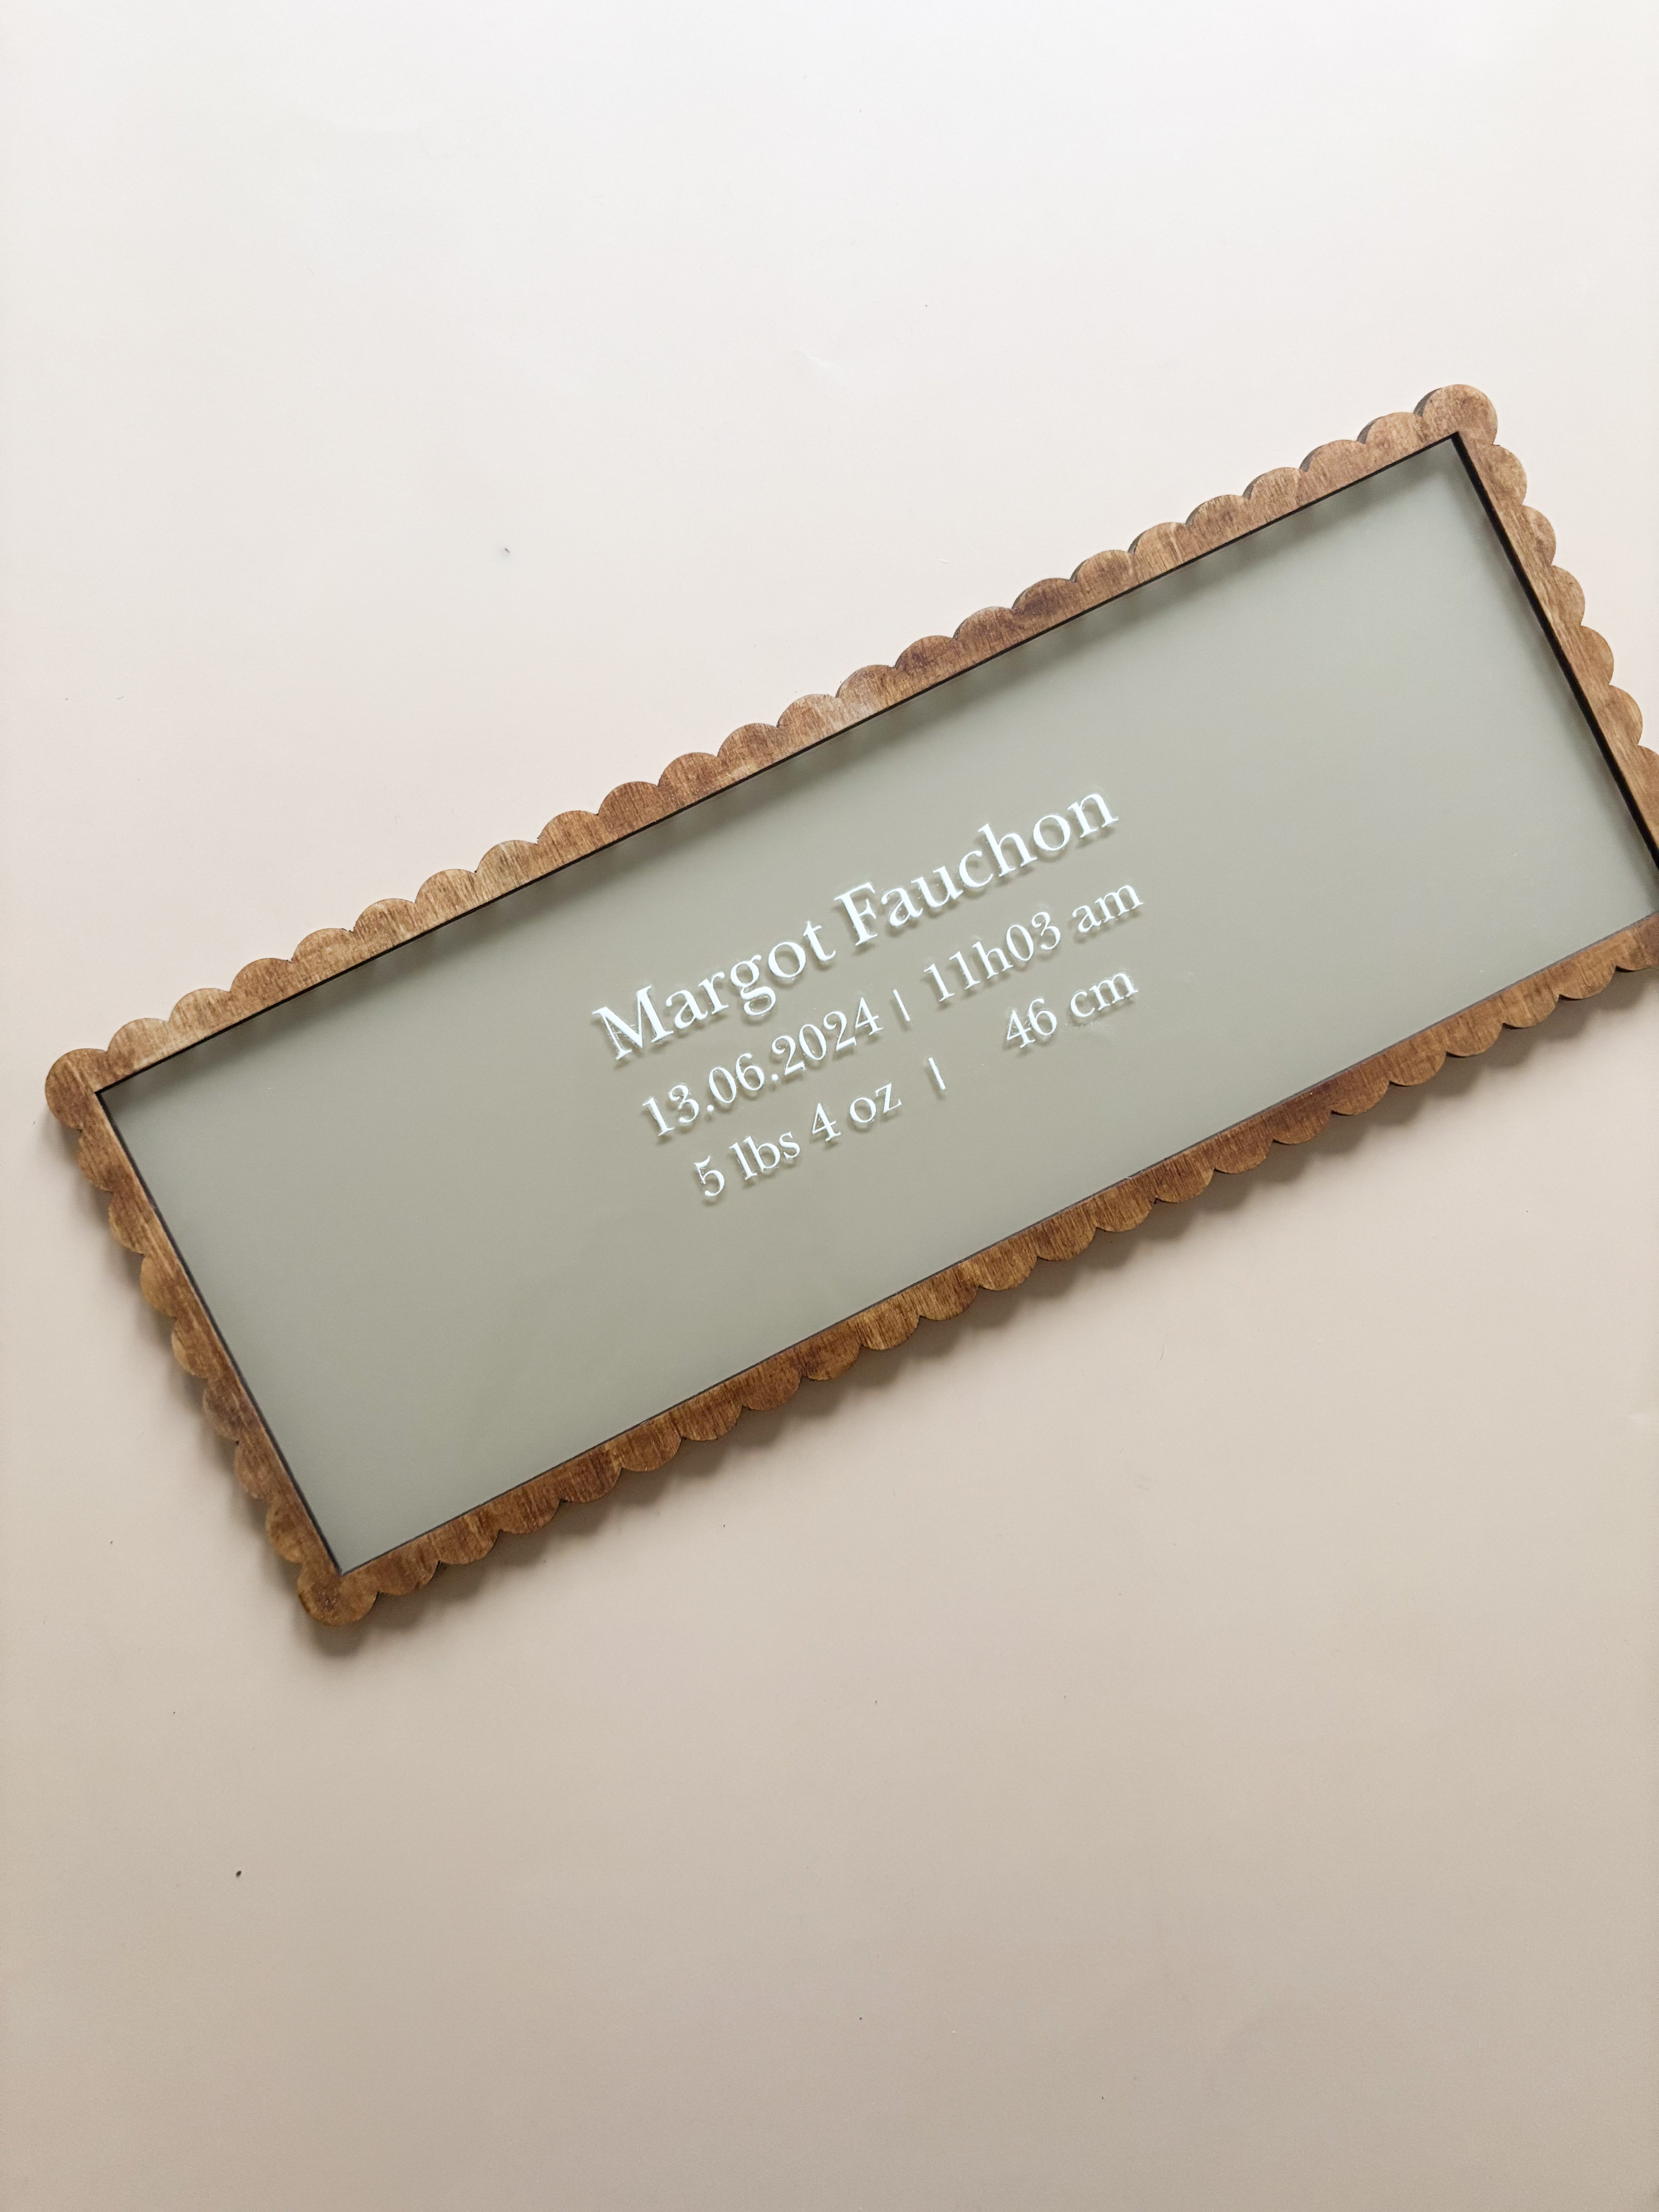 Margot Fauchon
13.06.2024 | 11h03 am
5 lbs 4 oz | 46 cm